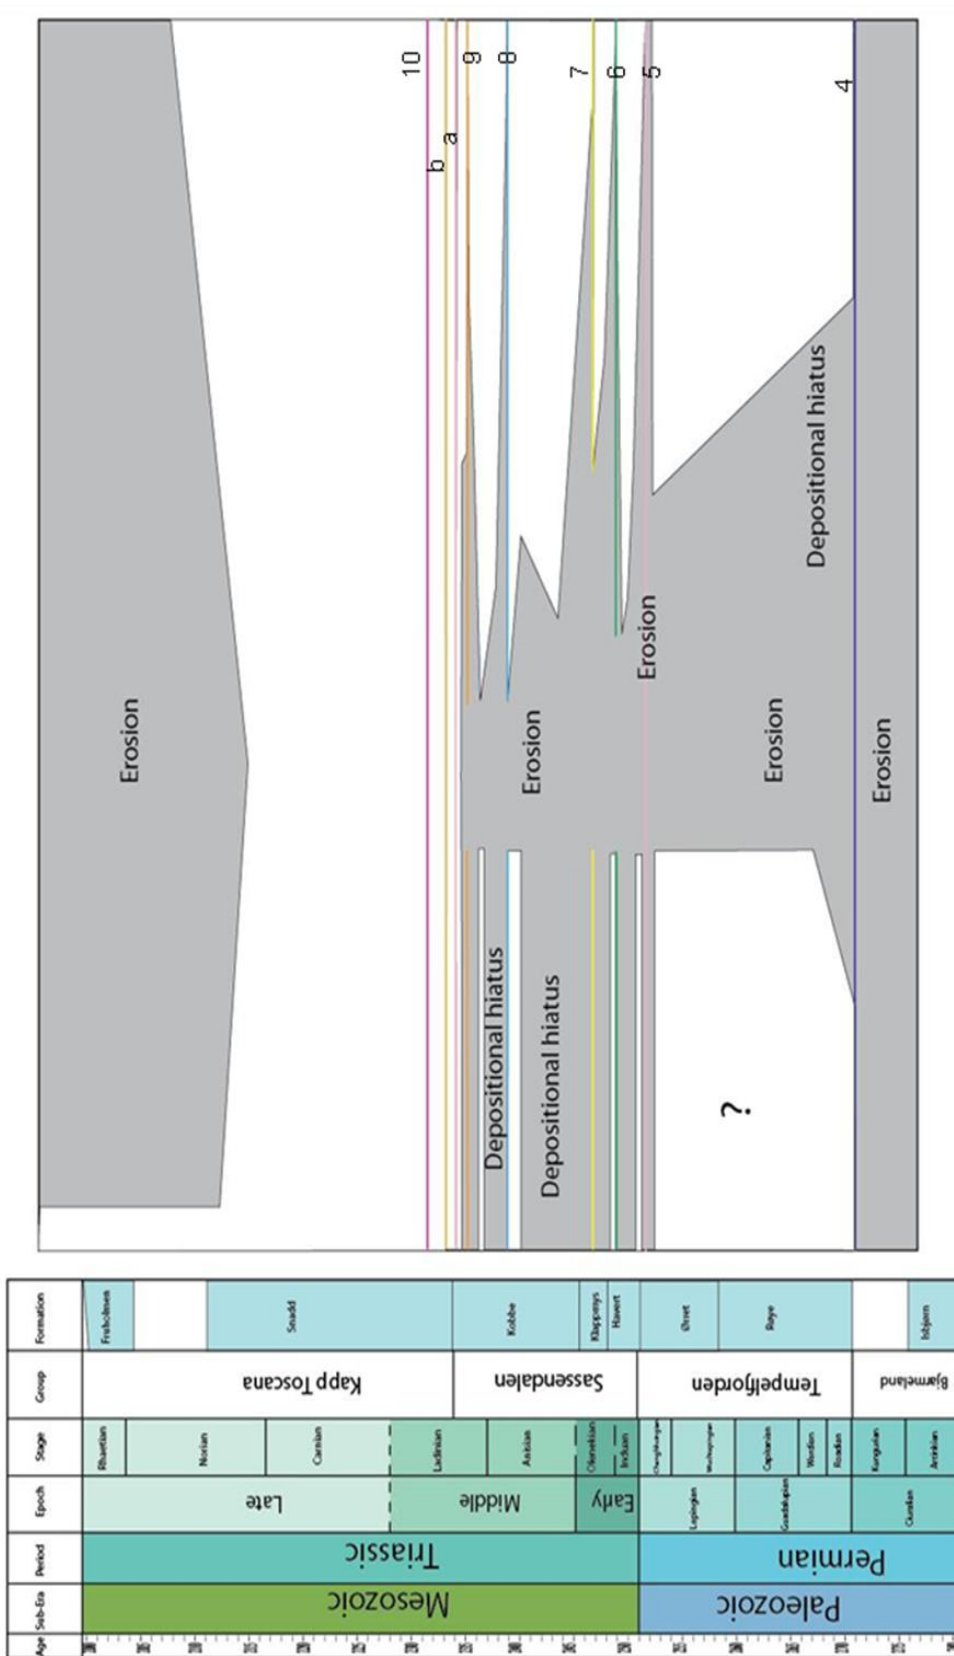 10
b
a
9
8
7
6
5
4
Depositional hiatus
Erosion
Erosion
Erosion
Erosion
Erosion
Depositional hiatus
Depositional hiatus
?
Formation
Fruholmen
Snadd
Kobbe
Klappmys
Havert
Ørret
Røye
Isbjørn
Group
Kapp Toscana
Sassendalen
Tempelfjorden
Bjarmeland
Stage
Rhaetian
Norian
Carnian
Ladinian
Anisian
Olenekian
Induan
Changhsingian
Wuchiapingian
Capitanian
Wordian
Roadian
Kungurian
Artinskian
Epoch
Late
Middle
Early
Lopingian
Guadalupian
Cisuralian
Period
Triassic
Permian
Sub-Era
Mesozoic
Paleozoic
Age